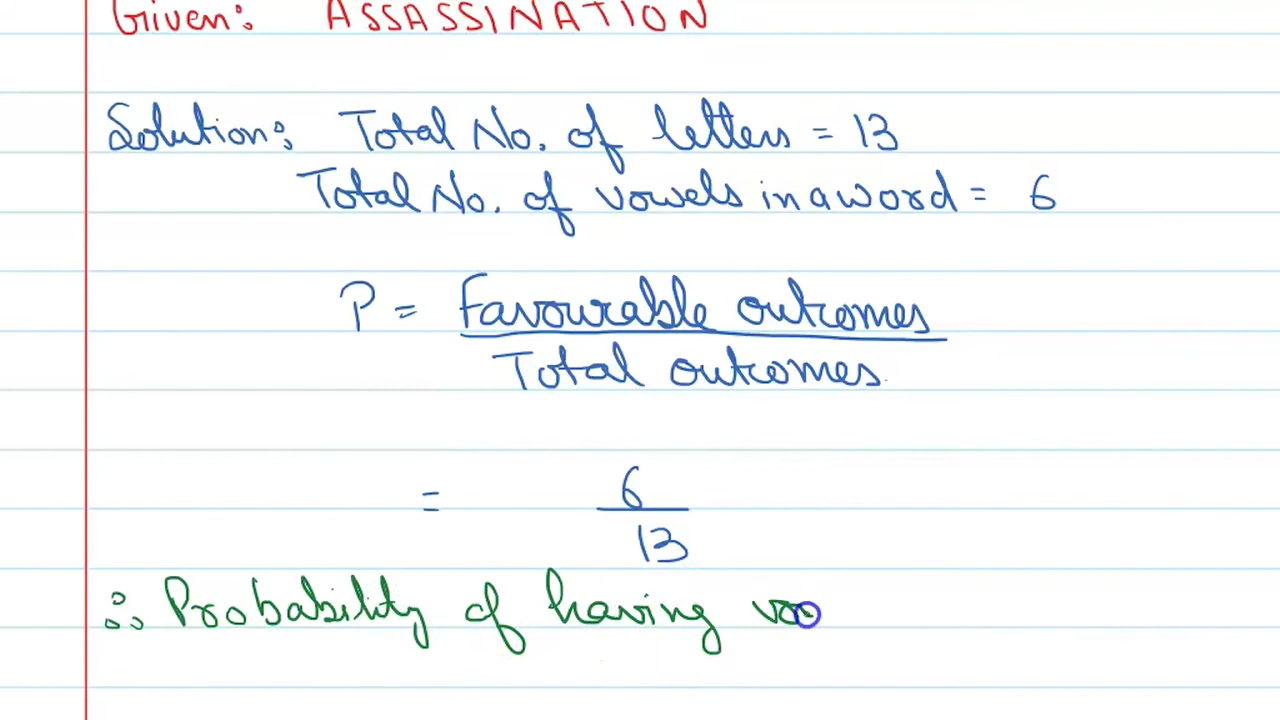 Given: ASSASSINATION
Solution: Total No. of letters = 13
Total No. of vowels in a word = 6
P = Favourable outcomes
Total outcomes
= 6
13
∴ Probability of having